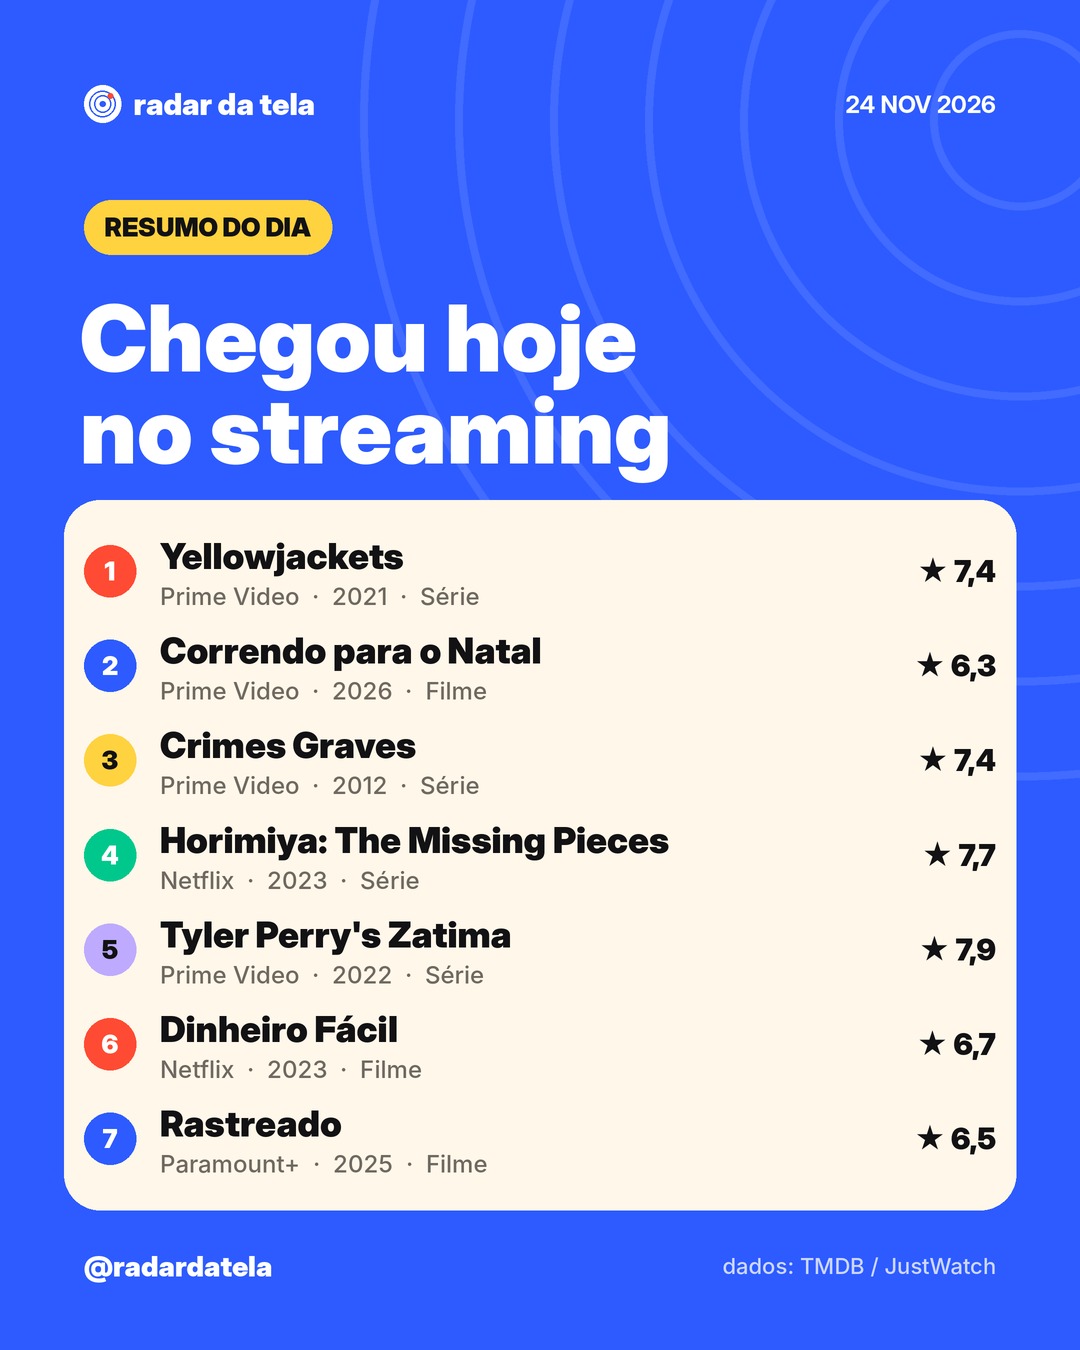 radar da tela
24 NOV 2026
RESUMO DO DIA
Chegou hoje
no streaming
1 Yellowjackets ★ 7,4
Prime Video · 2021 · Série
2 Correndo para o Natal ★ 6,3
Prime Video · 2026 · Filme
3 Crimes Graves ★ 7,4
Prime Video · 2012 · Série
4 Horimiya: The Missing Pieces ★ 7,7
Netflix · 2023 · Série
5 Tyler Perry's Zatima ★ 7,9
Prime Video · 2022 · Série
6 Dinheiro Fácil ★ 6,7
Netflix · 2023 · Filme
7 Rastreado ★ 6,5
Paramount+ · 2025 · Filme
@radardatela
dados: TMDB / JustWatch